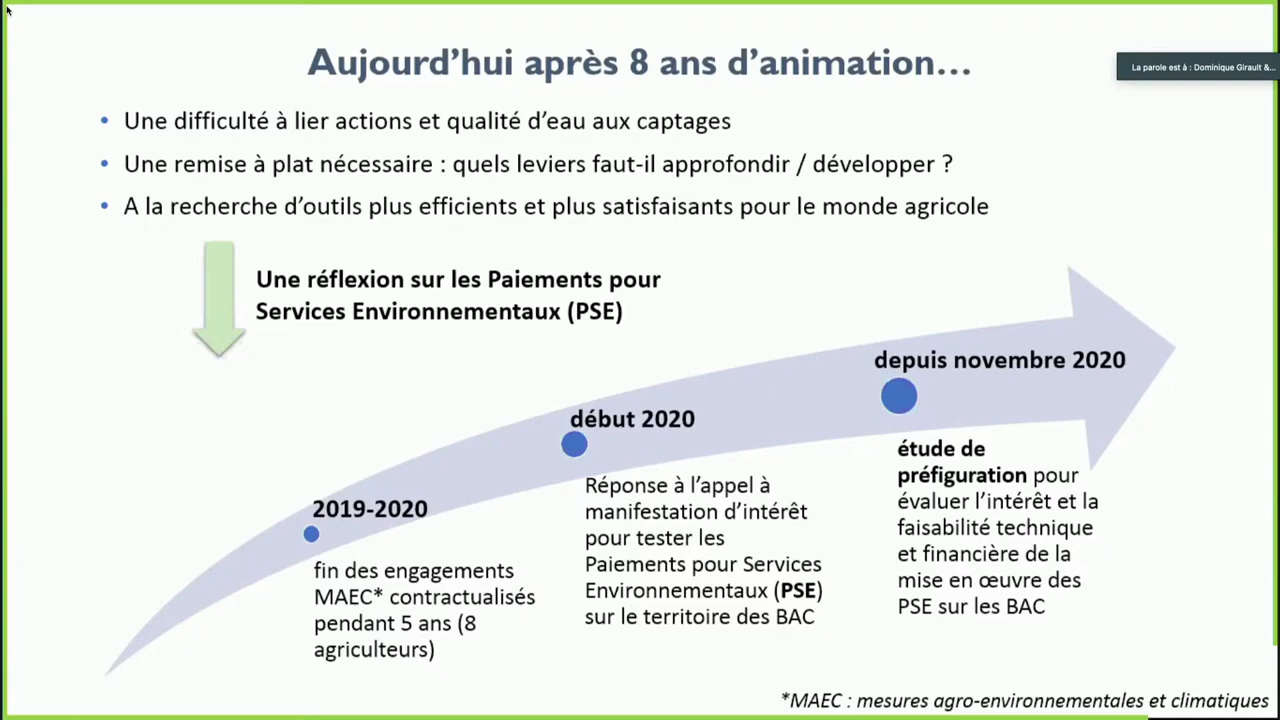 Aujourd'hui après 8 ans d'animation...
La parole est à : Dominique Girault &...
• Une difficulté à lier actions et qualité d'eau aux captages
• Une remise à plat nécessaire : quels leviers faut-il approfondir / développer ?
• A la recherche d'outils plus efficients et plus satisfaisants pour le monde agricole
Une réflexion sur les Paiements pour
Services Environnementaux (PSE)
2019-2020
fin des engagements
MAEC* contractualisés
pendant 5 ans (8
agriculteurs)
début 2020
Réponse à l'appel à
manifestation d'intérêt
pour tester les
Paiements pour Services
Environnementaux (PSE)
sur le territoire des BAC
depuis novembre 2020
étude de
préfiguration pour
évaluer l'intérêt et la
faisabilité technique
et financière de la
mise en œuvre des
PSE sur les BAC
*MAEC : mesures agro-environnementales et climatiques